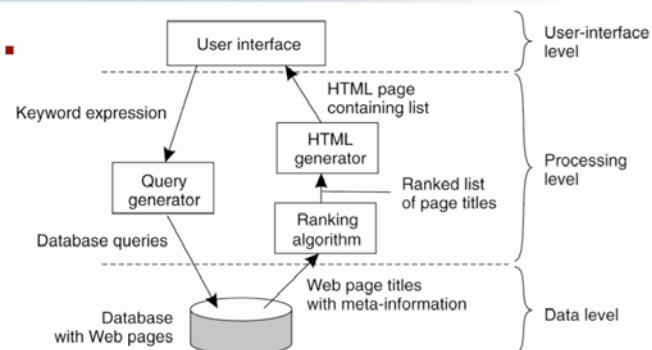 User interface
User-interface
level
Keyword expression
HTML page
containing list
HTML
generator
Query
generator
Processing
level
Ranked list
of page titles
Ranking
algorithm
Database queries
Web page titles
with meta-information
Database
with Web pages
Data level